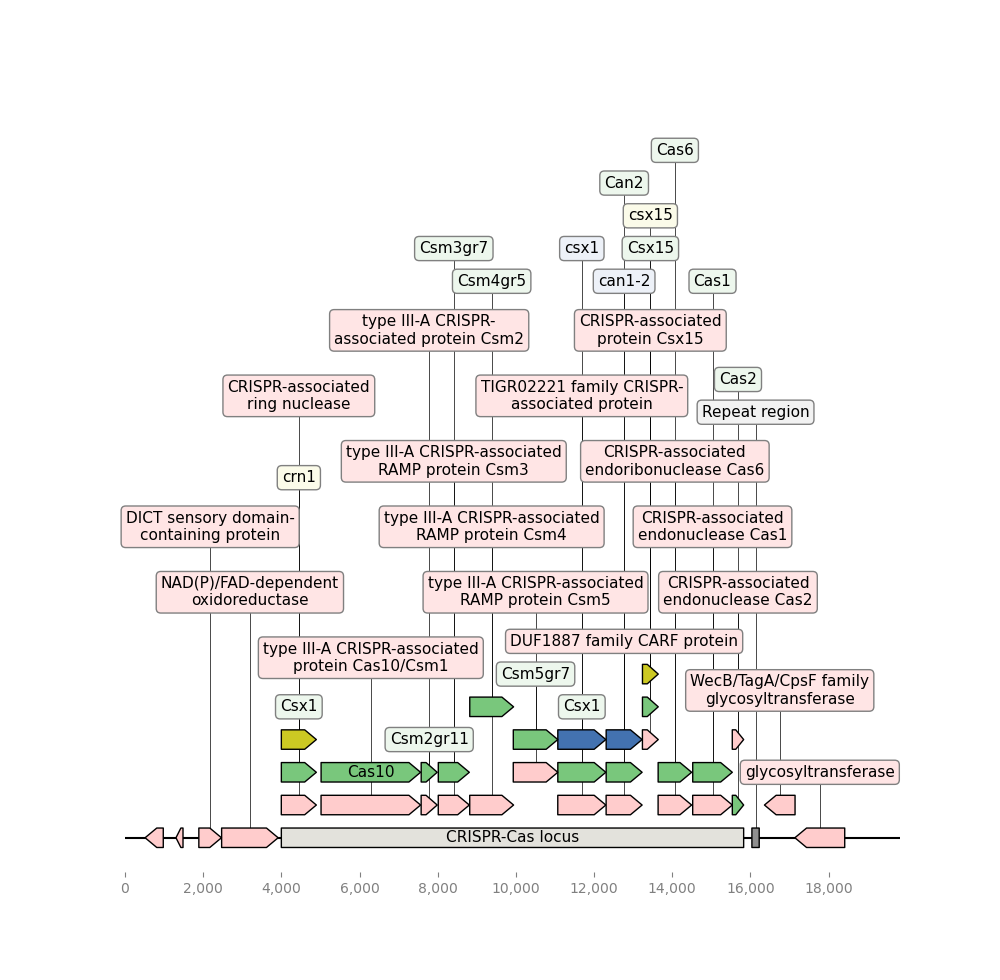 Cas6
Can2
csx15
Csm3gr7
csx1
Csx15
Csm4gr5
can1-2
Cas1
type III-A CRISPR-
associated protein Csm2
CRISPR-associated
protein Csx15
Cas2
CRISPR-associated
ring nuclease
TIGR02221 family CRISPR-
associated protein
Repeat region
type III-A CRISPR-associated
RAMP protein Csm3
CRISPR-associated
endoribonuclease Cas6
crn1
DICT sensory domain-
containing protein
type III-A CRISPR-associated
RAMP protein Csm4
CRISPR-associated
endonuclease Cas1
NAD(P)/FAD-dependent
oxidoreductase
type III-A CRISPR-associated
RAMP protein Csm5
CRISPR-associated
endonuclease Cas2
DUF1887 family CARF protein
type III-A CRISPR-associated
protein Cas10/Csm1
Csm5gr7
WecB/TagA/CpsF family
glycosyltransferase
Csx1
Csx1
Csm2gr11
Cas10
glycosyltransferase
CRISPR-Cas locus
0
2,000
4,000
6,000
8,000
10,000
12,000
14,000
16,000
18,000